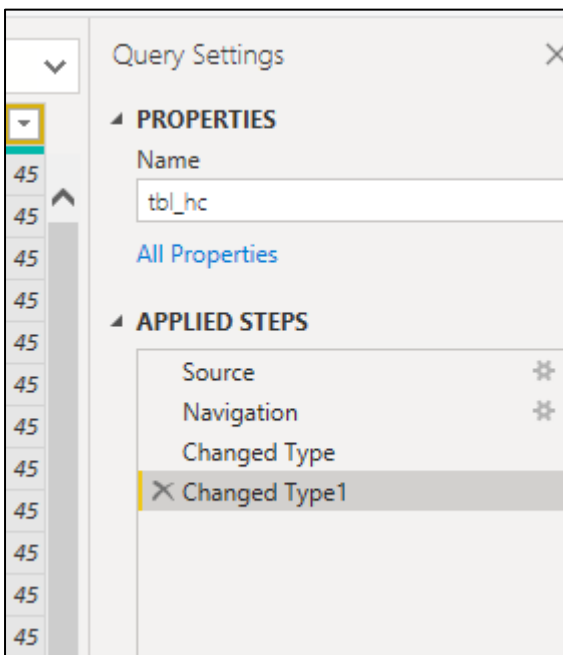 Query Settings
PROPERTIES
Name
tbl_hc
All Properties
APPLIED STEPS
Source
Navigation
Changed Type
Changed Type1
45
45
45
45
45
45
45
45
45
45
45
45